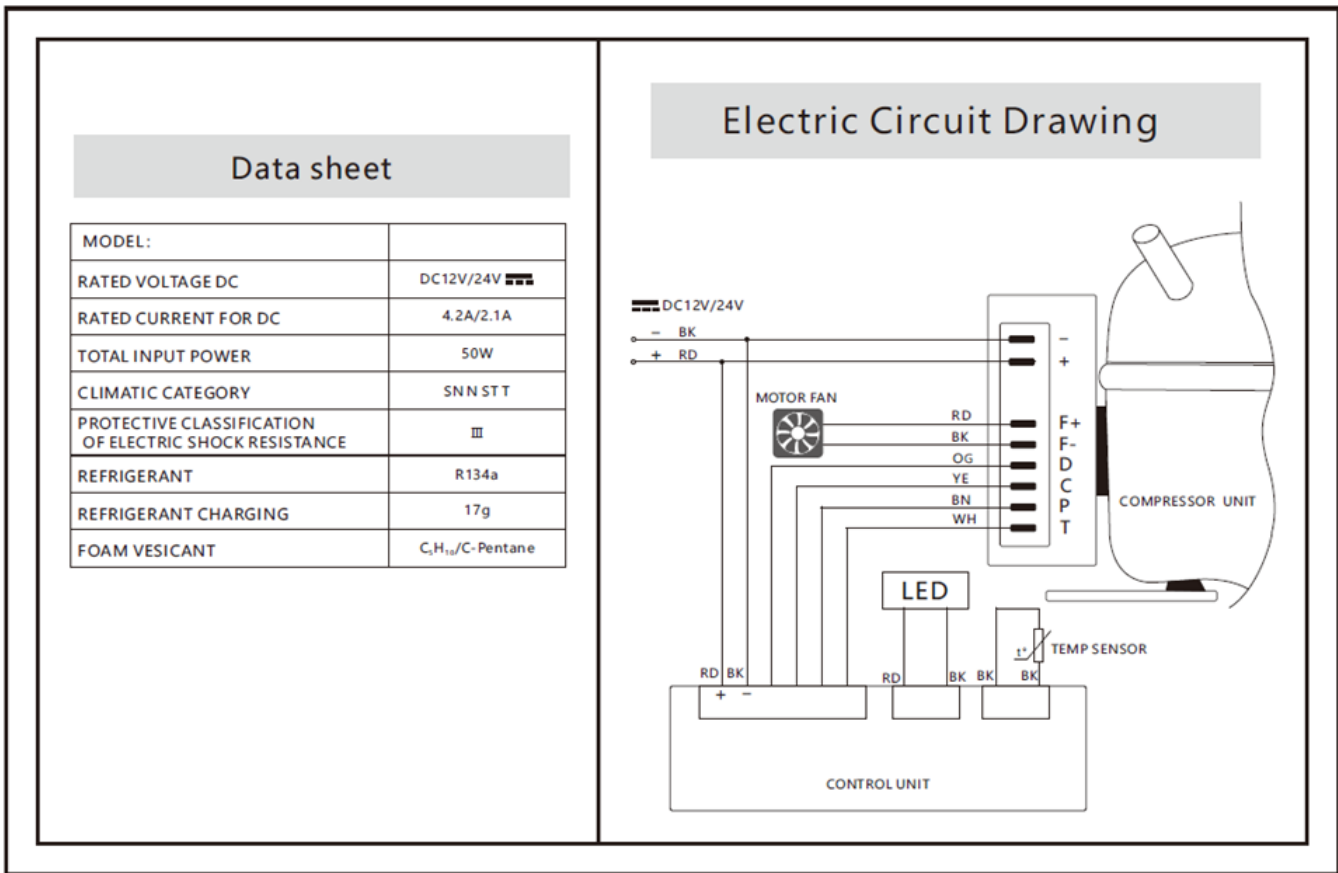 Data sheet
MODEL:
RATED VOLTAGE DC DC12V/24V
RATED CURRENT FOR DC 4.2A/2.1A
TOTAL INPUT POWER 50W
CLIMATIC CATEGORY SN N ST T
PROTECTIVE CLASSIFICATION
OF ELECTRIC SHOCK RESISTANCE III
REFRIGERANT R134a
REFRIGERANT CHARGING 17g
FOAM VESICANT C₅H₁₀/C-Pentane
Electric Circuit Drawing
DC12V/24V
− BK −
+ RD +
MOTOR FAN
RD F+
BK F-
OG D
YE C
BN P
WH T
COMPRESSOR UNIT
LED
t° TEMP SENSOR
RD BK RD BK BK BK
+ −
CONTROL UNIT